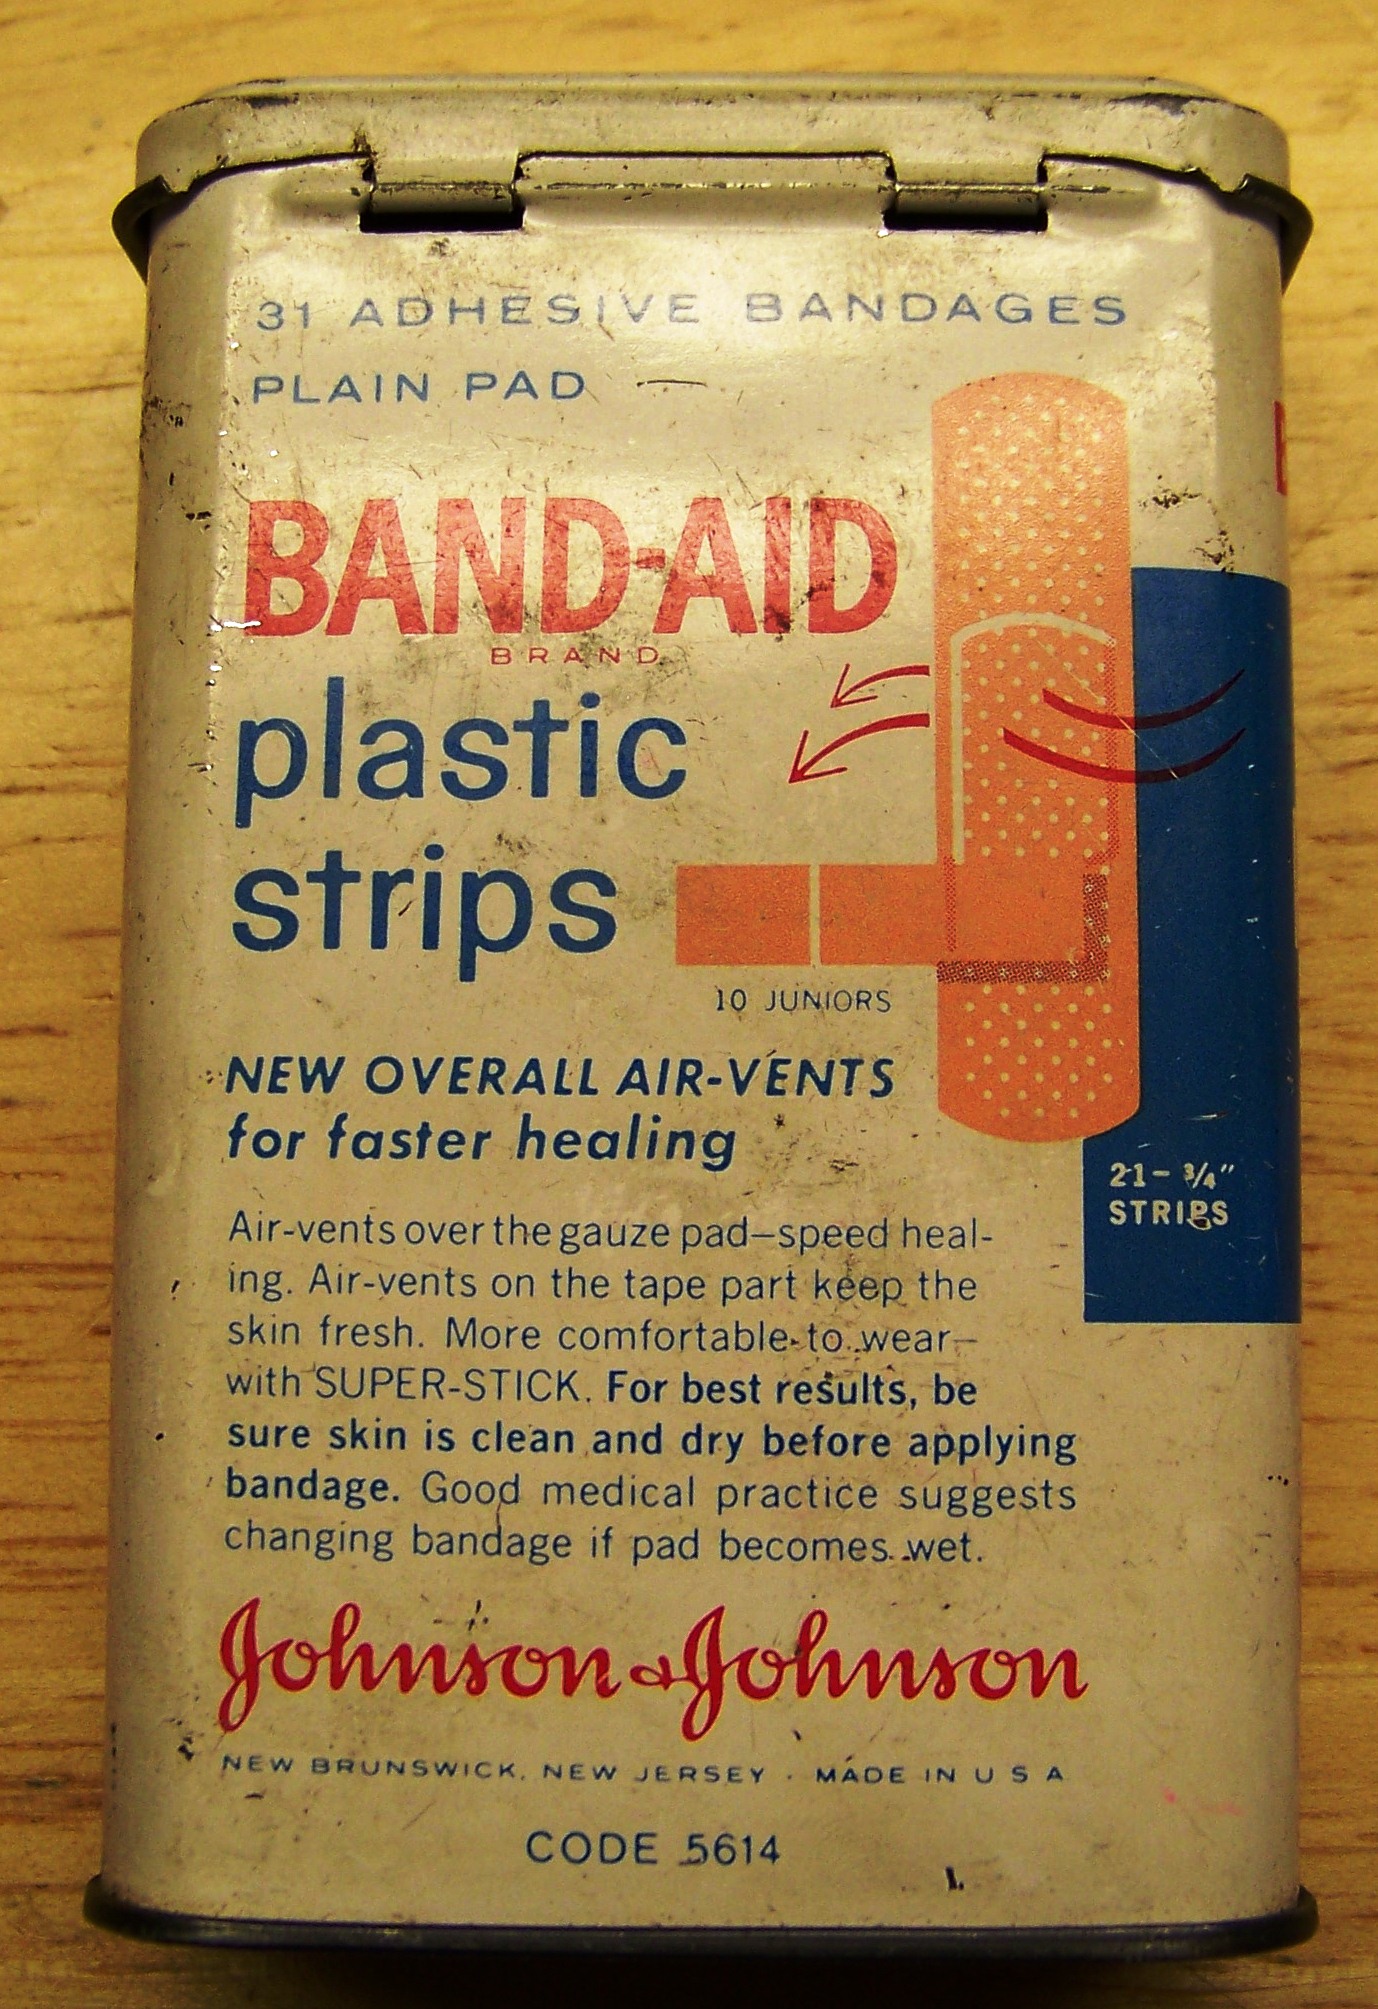 31 ADHESIVE BANDAGES
PLAIN PAD
BAND-AID
BRAND
plastic
strips
10 JUNIORS
NEW OVERALL AIR-VENTS
for faster healing
21-3/4"
STRIPS
Air-vents over the gauze pad—speed heal-
ing. Air-vents on the tape part keep the
skin fresh. More comfortable to wear—
with SUPER-STICK. For best results, be
sure skin is clean and dry before applying
bandage. Good medical practice suggests
changing bandage if pad becomes wet.
Johnson & Johnson
NEW BRUNSWICK, NEW JERSEY · MADE IN U S A
CODE 5614